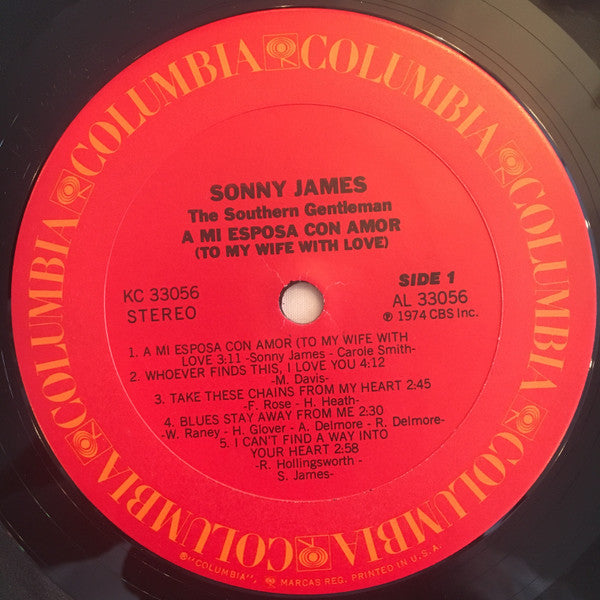 COLUMBIA COLUMBIA COLUMBIA COLUMBIA COLUMBIA COLUMBIA
SONNY JAMES
The Southern Gentleman
A MI ESPOSA CON AMOR
(TO MY WIFE WITH LOVE)
KC 33056
STEREO
SIDE 1
AL 33056
℗ 1974 CBS Inc.
1. A MI ESPOSA CON AMOR (TO MY WIFE WITH
LOVE 3:11 -Sonny James - Carole Smith-
2. WHOEVER FINDS THIS, I LOVE YOU 4:12
-M. Davis-
3. TAKE THESE CHAINS FROM MY HEART 2:45
-F. Rose - H. Heath-
4. BLUES STAY AWAY FROM ME 2:30
-W. Raney - H. Glover - A. Delmore - R. Delmore-
5. I CAN'T FIND A WAY INTO
YOUR HEART 2:58
-R. Hollingsworth -
S. James-
®"COLUMBIA", MARCAS REG. PRINTED IN U.S.A.